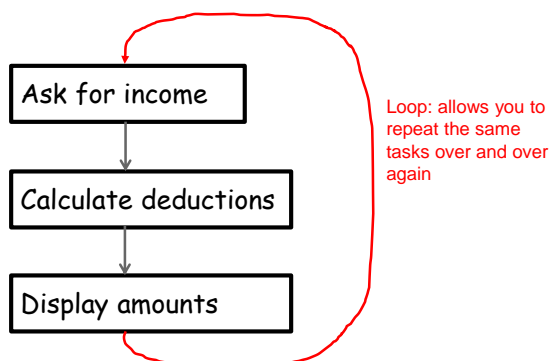 Ask for income
Loop: allows you to
repeat the same
tasks over and over
again
Calculate deductions
Display amounts